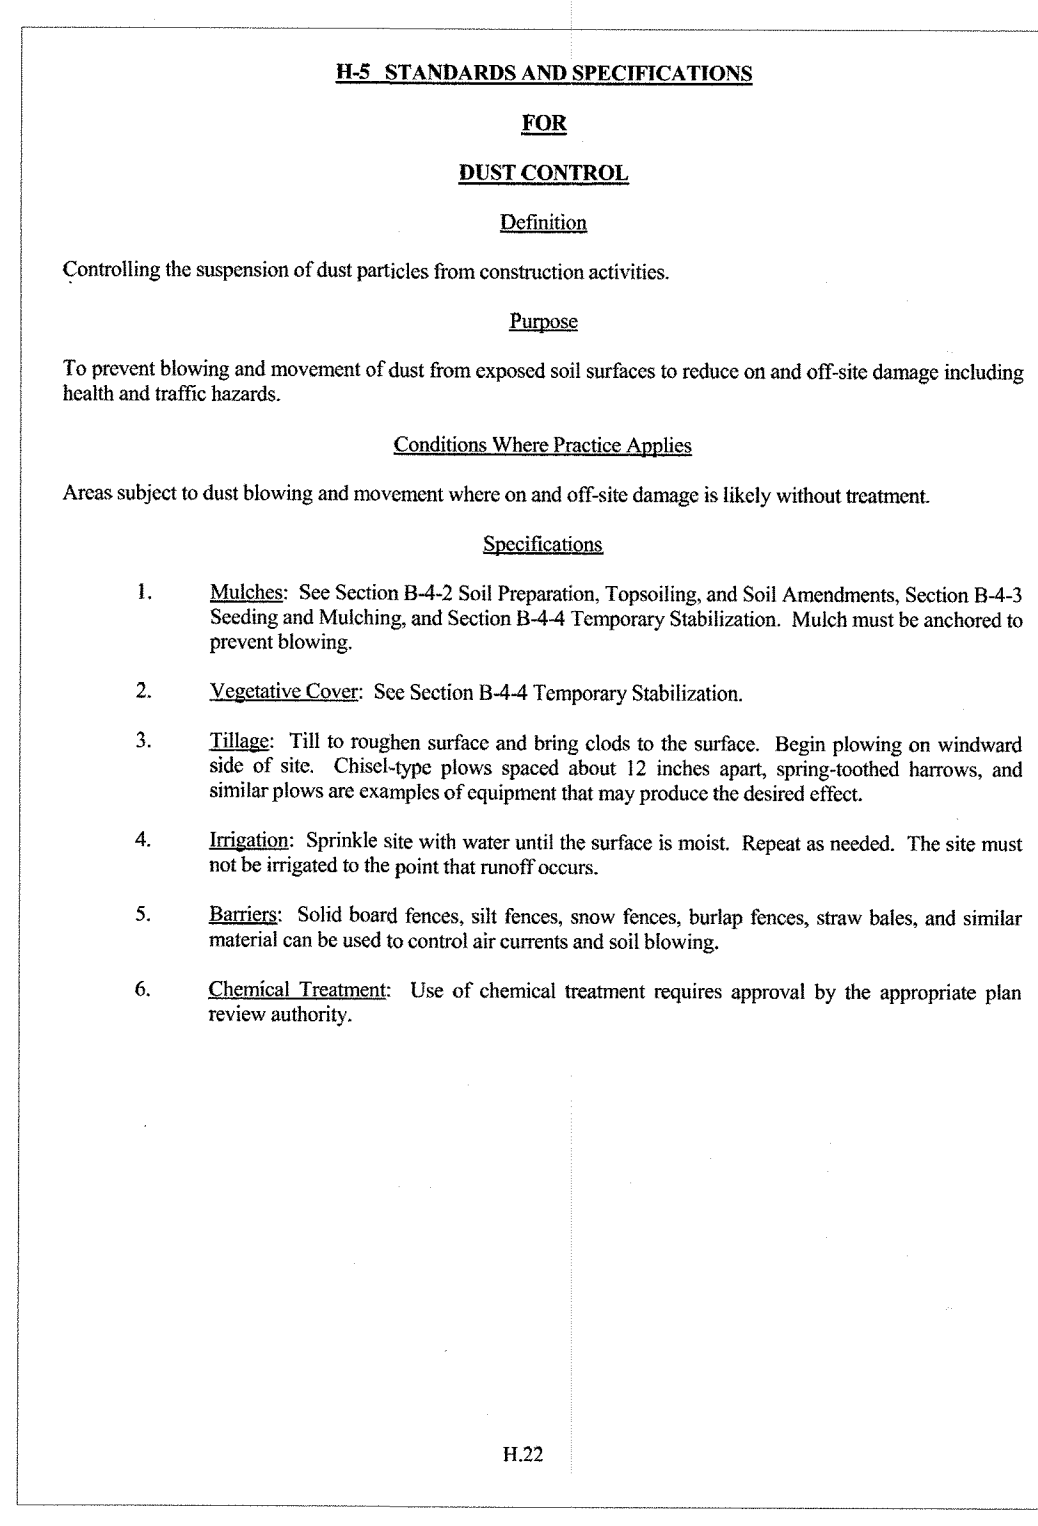 H-5 STANDARDS AND SPECIFICATIONS
FOR
DUST CONTROL
Definition
Controlling the suspension of dust particles from construction activities.
Purpose
To prevent blowing and movement of dust from exposed soil surfaces to reduce on and off-site damage including
health and traffic hazards.
Conditions Where Practice Applies
Areas subject to dust blowing and movement where on and off-site damage is likely without treatment.
Specifications
1. Mulches: See Section B-4-2 Soil Preparation, Topsoiling, and Soil Amendments, Section B-4-3
Seeding and Mulching, and Section B-4-4 Temporary Stabilization. Mulch must be anchored to
prevent blowing.
2. Vegetative Cover: See Section B-4-4 Temporary Stabilization.
3. Tillage: Till to roughen surface and bring clods to the surface. Begin plowing on windward
side of site. Chisel-type plows spaced about 12 inches apart, spring-toothed harrows, and
similar plows are examples of equipment that may produce the desired effect.
4. Irrigation: Sprinkle site with water until the surface is moist. Repeat as needed. The site must
not be irrigated to the point that runoff occurs.
5. Barriers: Solid board fences, silt fences, snow fences, burlap fences, straw bales, and similar
material can be used to control air currents and soil blowing.
6. Chemical Treatment: Use of chemical treatment requires approval by the appropriate plan
review authority.
H.22